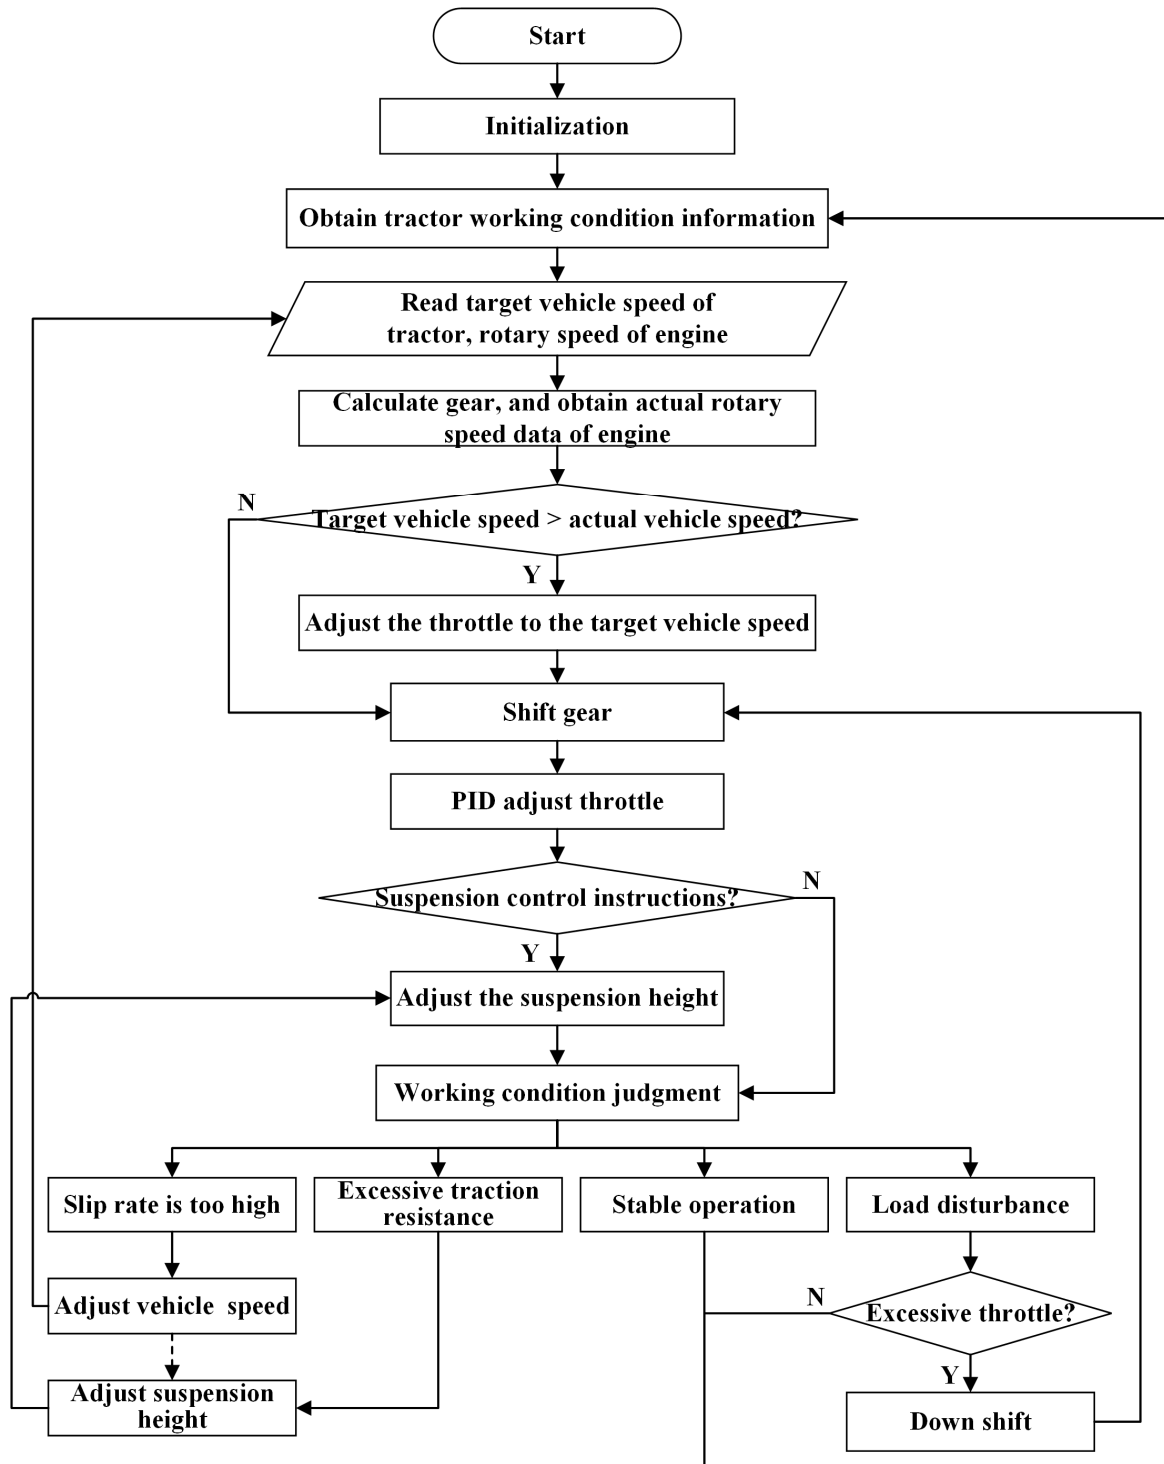 Start
Initialization
Obtain tractor working condition information
Read target vehicle speed of
tractor, rotary speed of engine
Calculate gear, and obtain actual rotary
speed data of engine
N
Target vehicle speed > actual vehicle speed?
Y
Adjust the throttle to the target vehicle speed
Shift gear
PID adjust throttle
N
Suspension control instructions?
Y
Adjust the suspension height
Working condition judgment
Slip rate is too high
Excessive traction
resistance
Stable operation
Load disturbance
Adjust vehicle speed
N
Excessive throttle?
Y
Adjust suspension
height
Down shift